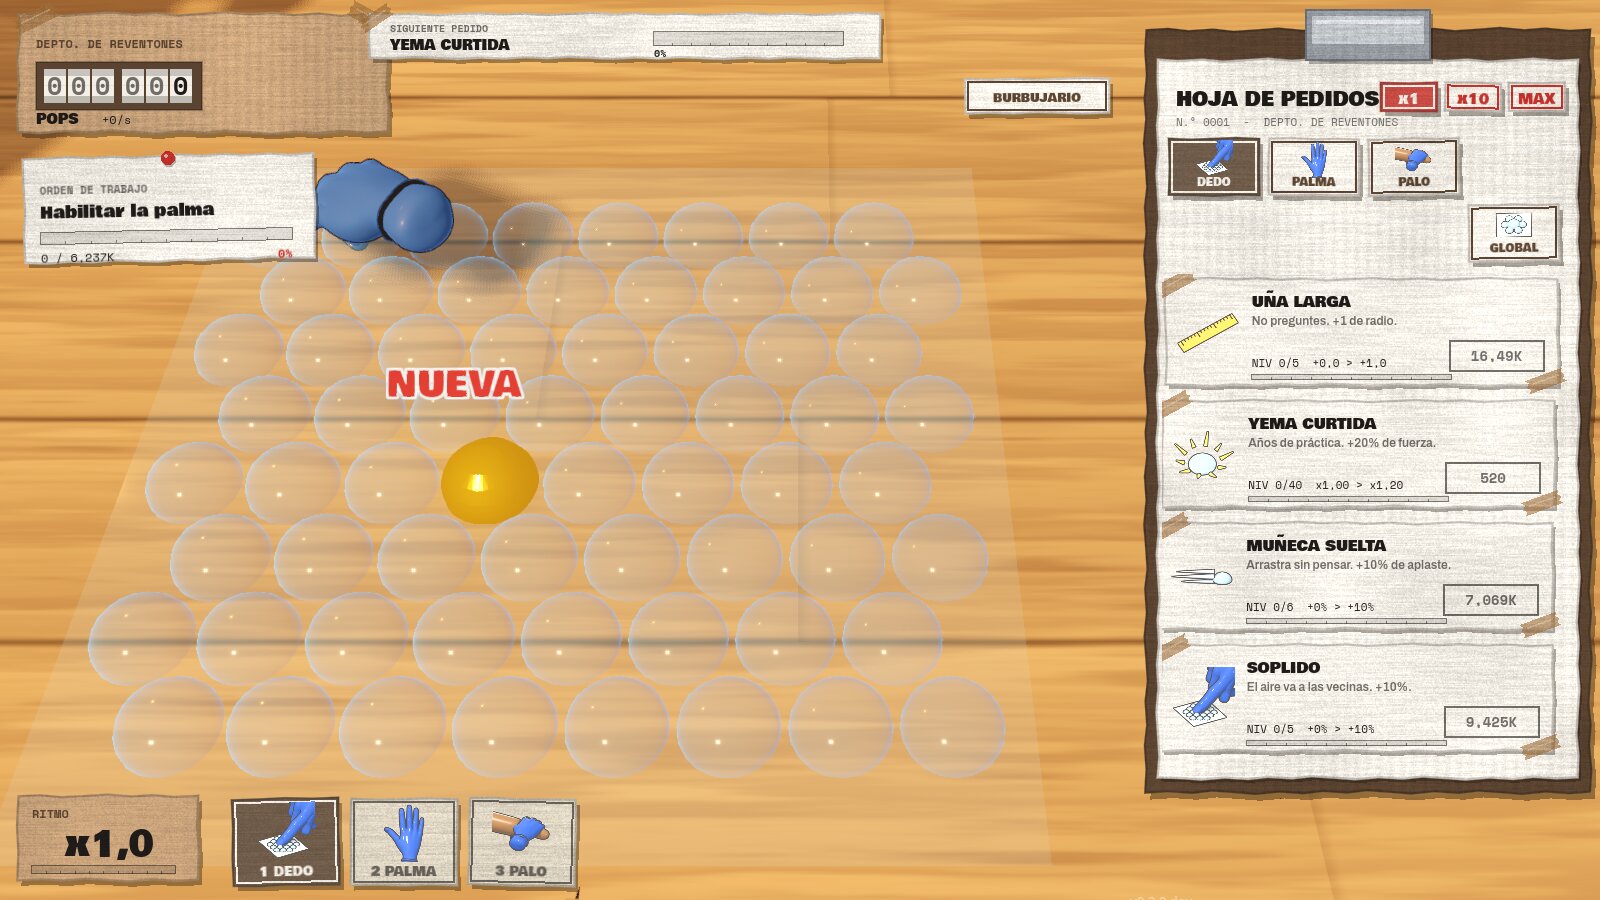 DEPTO. DE REVENTONES
000 000
POPS +0/s
SIGUIENTE PEDIDO
YEMA CURTIDA
0%
BURBUJARIO
ORDEN DE TRABAJO
Habilitar la palma
0 / 6,237K 0%
NUEVA
RITMO
x1,0
1 DEDO
2 PALMA
3 PALO
HOJA DE PEDIDOS
x1
x10
MAX
N.° 0001 - DEPTO. DE REVENTONES
DEDO
PALMA
PALO
GLOBAL
UÑA LARGA
No preguntes. +1 de radio.
NIV 0/5 +0,0 > +1,0
16,49K
YEMA CURTIDA
Años de práctica. +20% de fuerza.
NIV 0/40 x1,00 > x1,20
520
MUÑECA SUELTA
Arrastra sin pensar. +10% de aplaste.
NIV 0/6 +0% > +10%
7,069K
SOPLIDO
El aire va a las vecinas. +10%.
NIV 0/5 +0% > +10%
9,425K